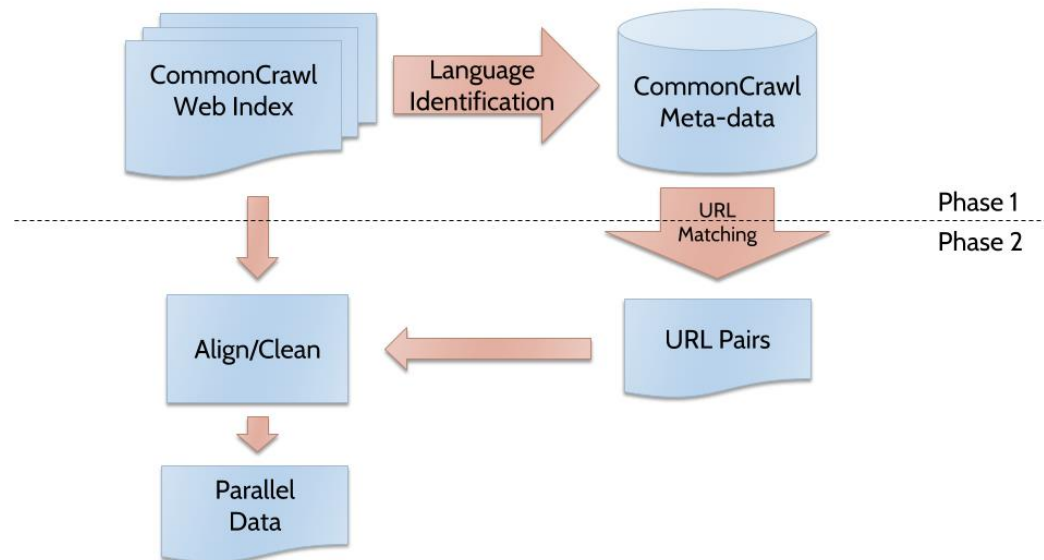 CommonCrawl
Web Index
Language
Identification
CommonCrawl
Meta-data
URL
Matching
Phase 1
Phase 2
Align/Clean
URL Pairs
Parallel
Data